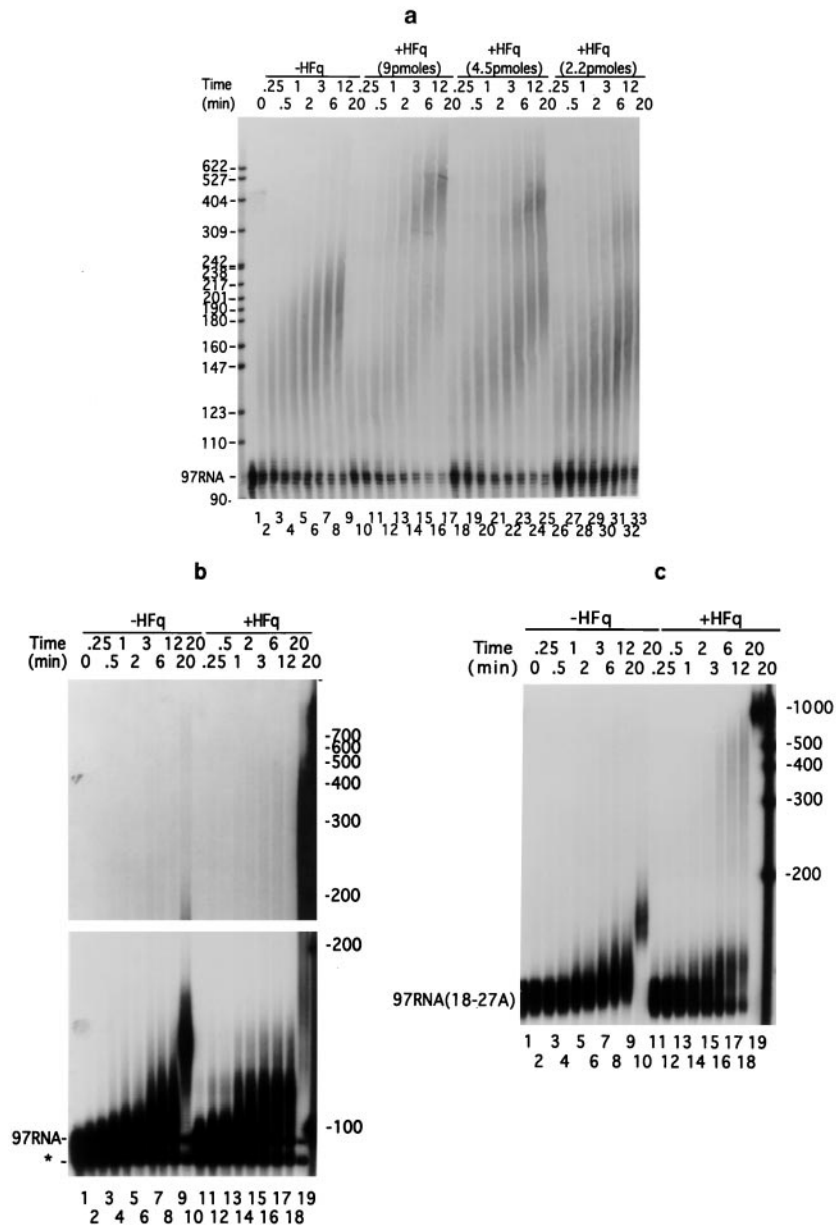 a
+HFq +HFq +HFq
-HFq (9pmoles) (4.5pmoles) (2.2pmoles)
Time .25 1 3 12 .25 1 3 12 .25 1 3 12 .25 1 3 12
(min) 0 .5 2 6 20 .5 2 6 20 .5 2 6 20 .5 2 6 20
622-
527-
404-
309-
242-
238-
217-
201-
190-
180-
160-
147-
123-
110-
97RNA -
90-
1 3 5 7 9 11 13 15 17 19 21 23 25 27 29 31 33
2 4 6 8 10 12 14 16 18 20 22 24 26 28 30 32
b
-HFq +HFq
Time .25 1 3 12 20 .5 2 6 20
(min) 0 .5 2 6 20 .25 1 3 12 20
-700
-600
-500
-400
-300
-200
-200
-100
97RNA-
* -
1 3 5 7 9 11 13 15 17 19
2 4 6 8 10 12 14 16 18
c
-HFq +HFq
Time .25 1 3 12 20 .5 2 6 20
(min) 0 .5 2 6 20 .25 1 3 12 20
-1000
-500
-400
-300
-200
97RNA(18-27A)
1 3 5 7 9 11 13 15 17 19
2 4 6 8 10 12 14 16 18